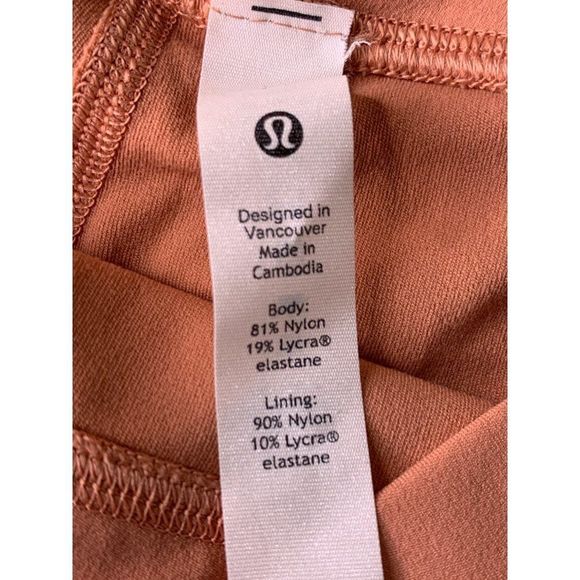 Designed in
Vancouver
Made in
Cambodia
Body:
81% Nylon
19% Lycra®
elastane
Lining:
90% Nylon
10% Lycra®
elastane